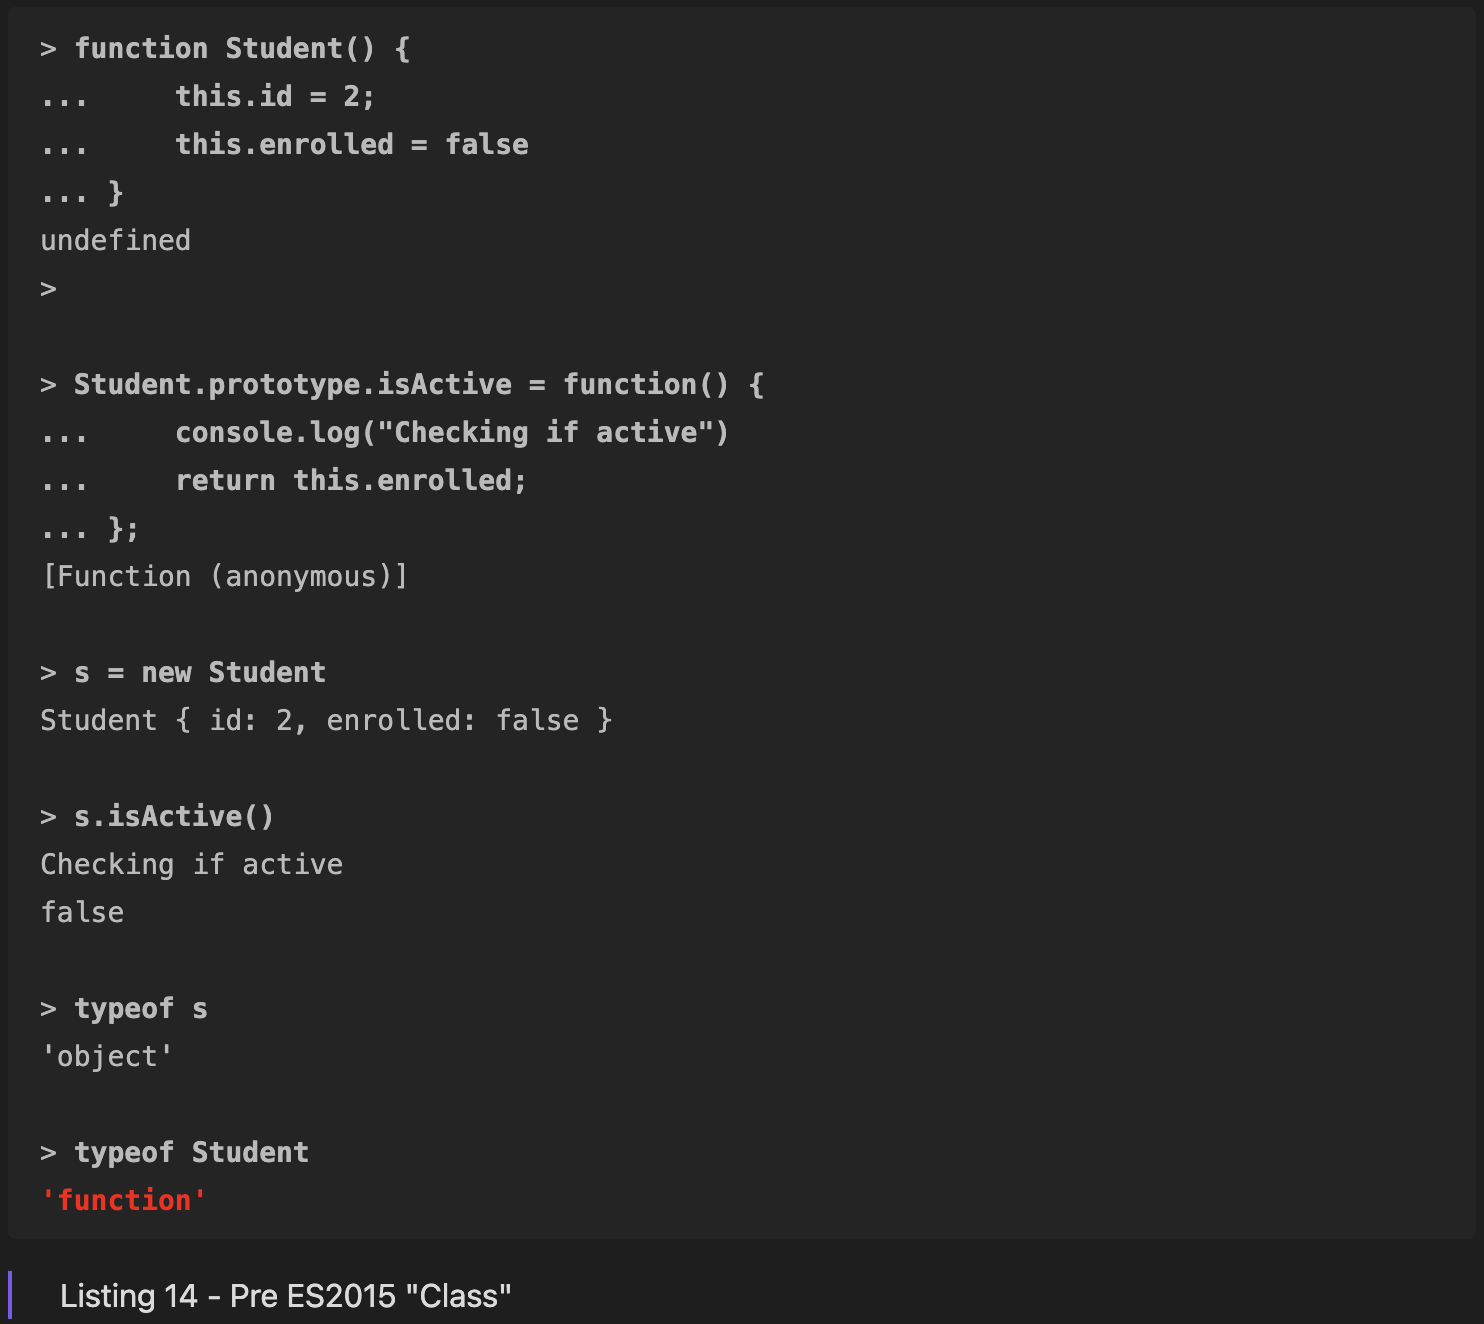 > function Student() {
...     this.id = 2;
...     this.enrolled = false
... }
undefined
>
> Student.prototype.isActive = function() {
...     console.log("Checking if active")
...     return this.enrolled;
... };
[Function (anonymous)]
> s = new Student
Student { id: 2, enrolled: false }
> s.isActive()
Checking if active
false
> typeof s
'object'
> typeof Student
'function'
Listing 14 - Pre ES2015 "Class"